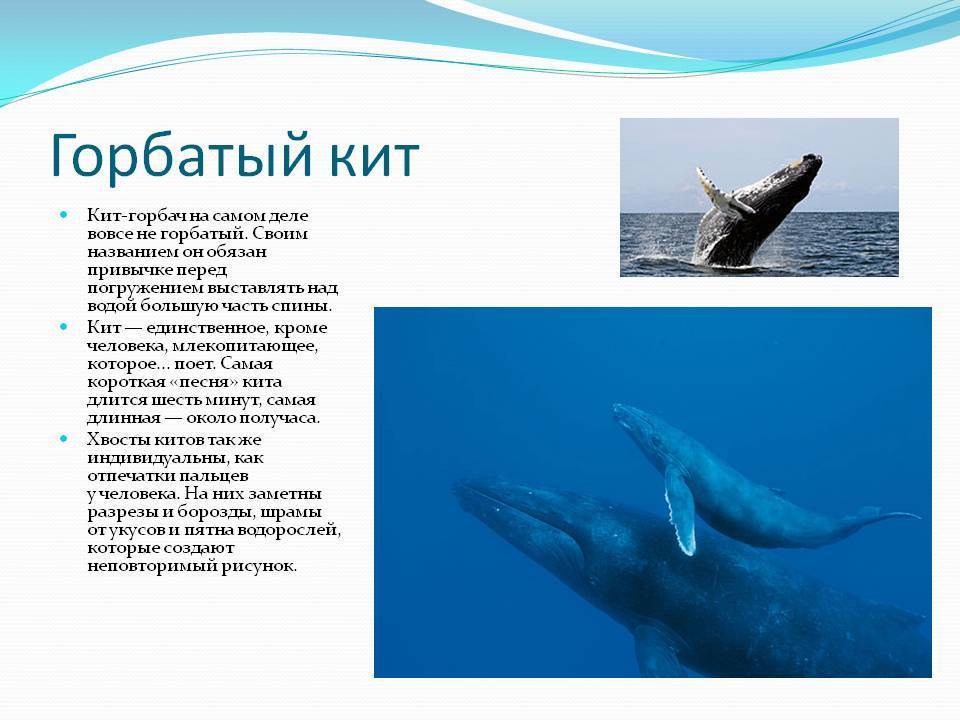 Горбатый кит
• Кит-горбач на самом деле
вовсе не горбатый. Своим
названием он обязан
привычке перед
погружением выставлять над
водой большую часть спины.
• Кит — единственное, кроме
человека, млекопитающее,
которое... поет. Самая
короткая «песня» кита
длится шесть минут, самая
длинная — около получаса.
• Хвосты китов так же
индивидуальны, как
отпечатки пальцев
у человека. На них заметны
разрезы и борозды, шрамы
от укусов и пятна водорослей,
которые создают
неповторимый рисунок.